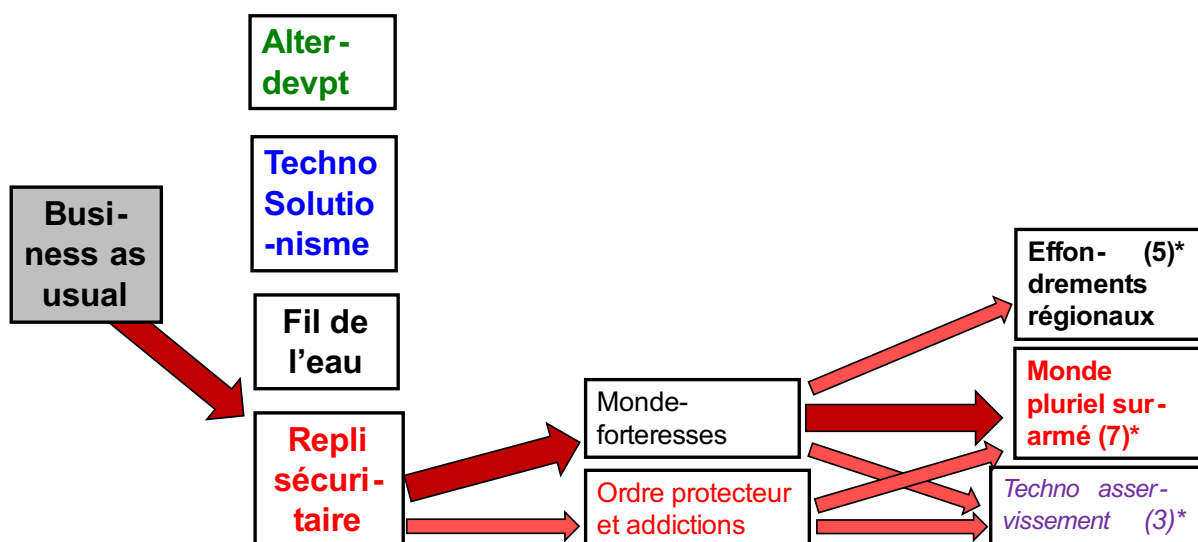 Alter-
devpt
Techno
Solutio
-nisme
Busi-
ness as
usual
Fil de
l’eau
Repli
sécuri-
taire
Monde-
forteresses
Ordre protecteur
et addictions
Effon- (5)*
drements
régionaux
Monde
pluriel sur-
armé (7)*
Techno asser-
vissement (3)*